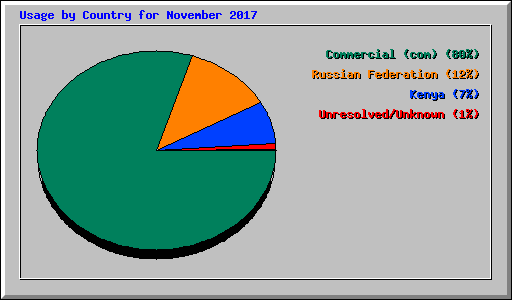 Usage by Country for November 2017
Commercial (com) (80%)
Russian Federation (12%)
Kenya (7%)
Unresolved/Unknown (1%)